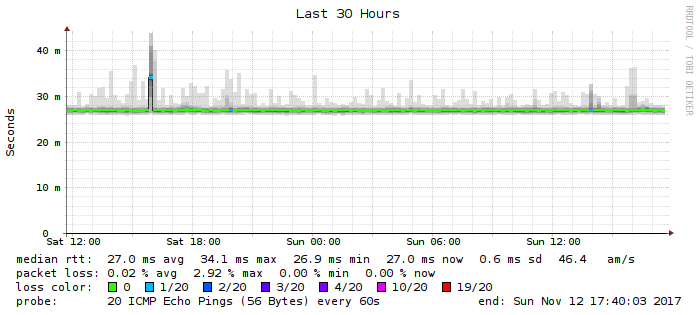 Last 30 Hours
RRDTOOL / TOBI OETIKER
Seconds
40 m
30 m
20 m
10 m
0
Sat 12:00 Sat 18:00 Sun 00:00 Sun 06:00 Sun 12:00
median rtt: 27.0 ms avg 34.1 ms max 26.9 ms min 27.0 ms now 0.6 ms sd 46.4 am/s
packet loss: 0.02 % avg 2.92 % max 0.00 % min 0.00 % now
loss color: 0 1/20 2/20 3/20 4/20 10/20 19/20
probe: 20 ICMP Echo Pings (56 Bytes) every 60s end: Sun Nov 12 17:40:03 2017